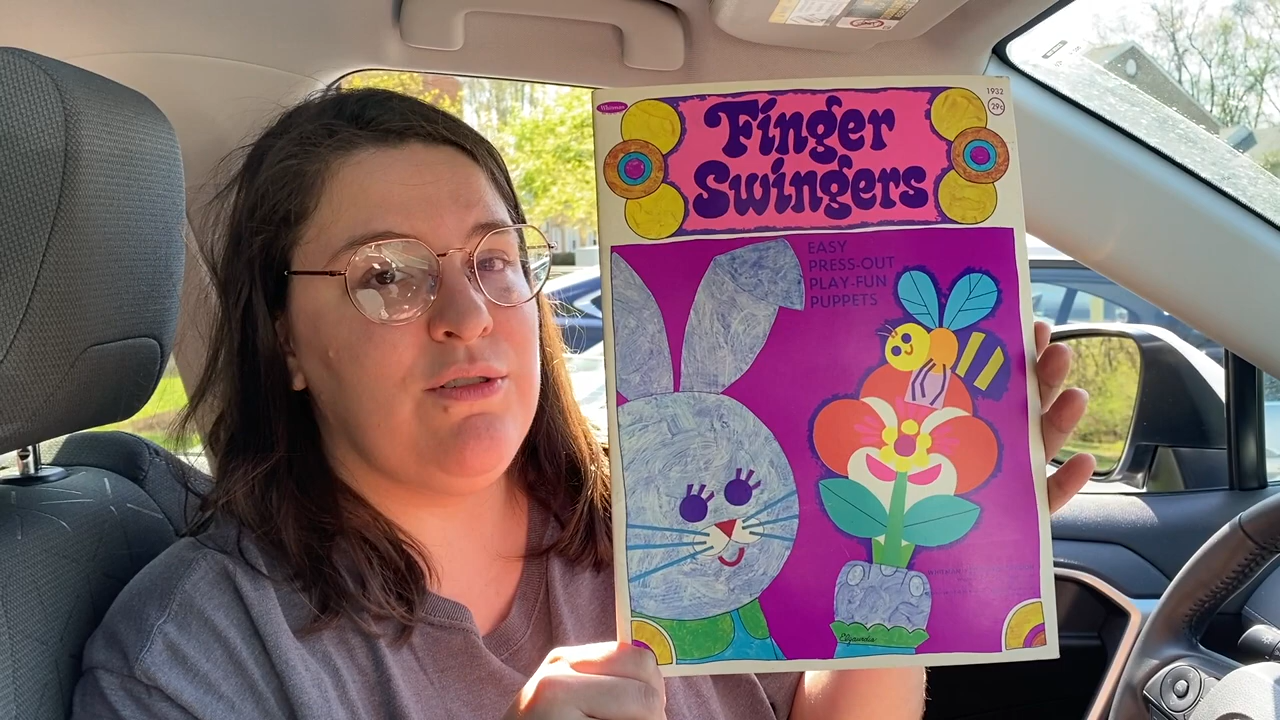 Whitman
1932
29¢
Finger
Swingers
EASY
PRESS-OUT
PLAY-FUN
PUPPETS